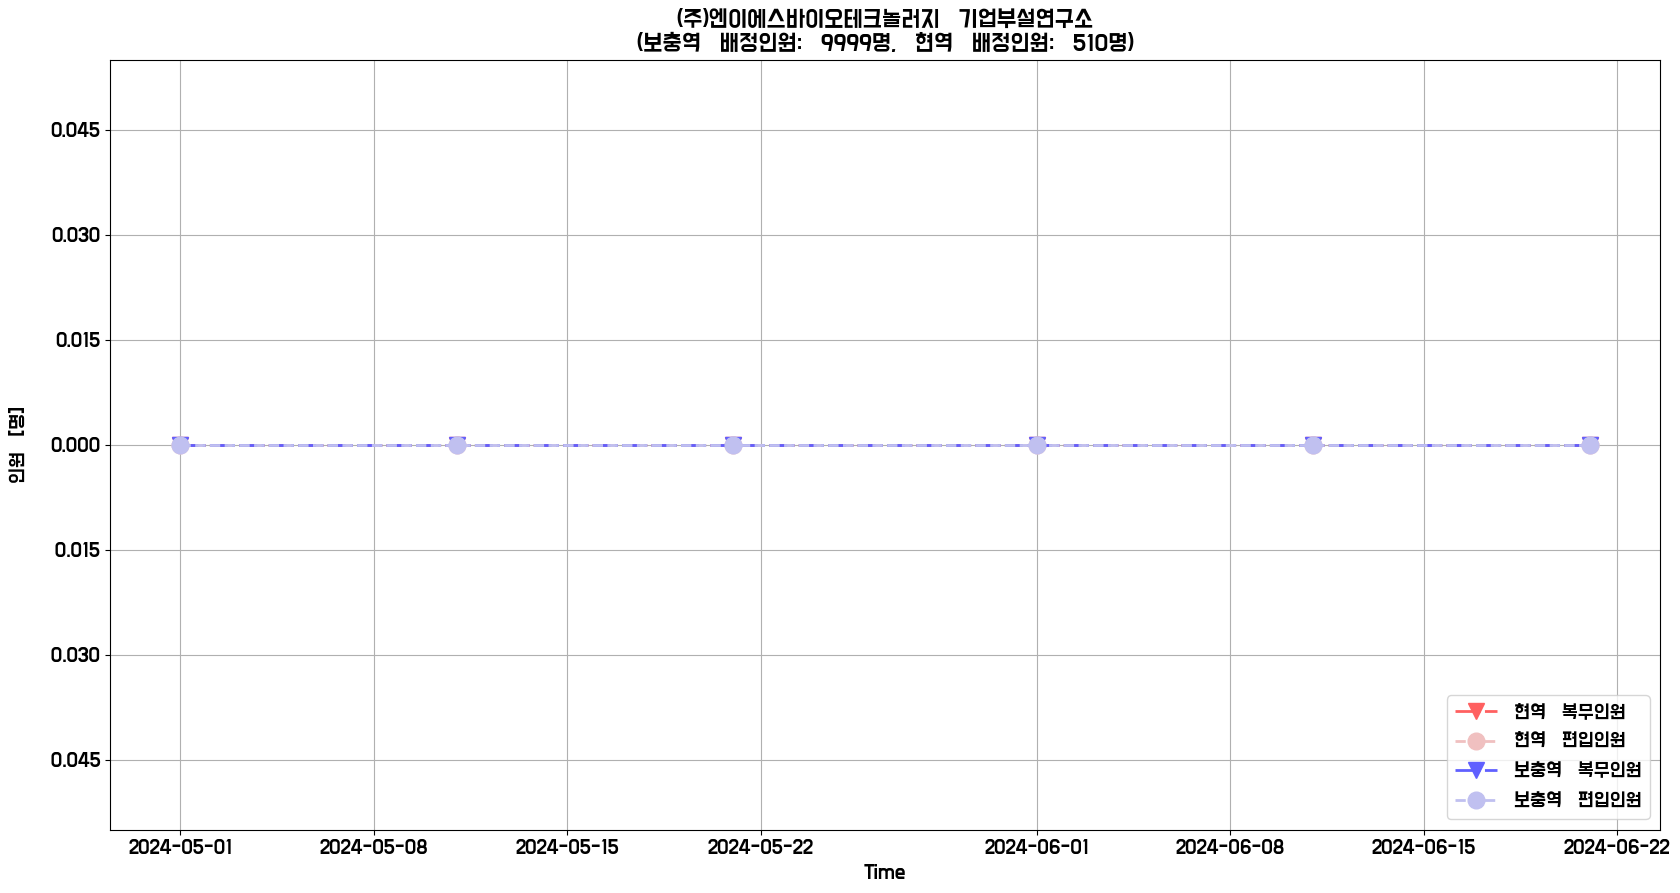 (주)엔이에스바이오테크놀러지 기업부설연구소
(보충역 배정인원: 9999명, 현역 배정인원: 510명)
인원 [명]
0.045
0.030
0.015
0.000
0.015
0.030
0.045
현역 복무인원
현역 편입인원
보충역 복무인원
보충역 편입인원
2024-05-01 2024-05-08 2024-05-15 2024-05-22 2024-06-01 2024-06-08 2024-06-15 2024-06-22
Time